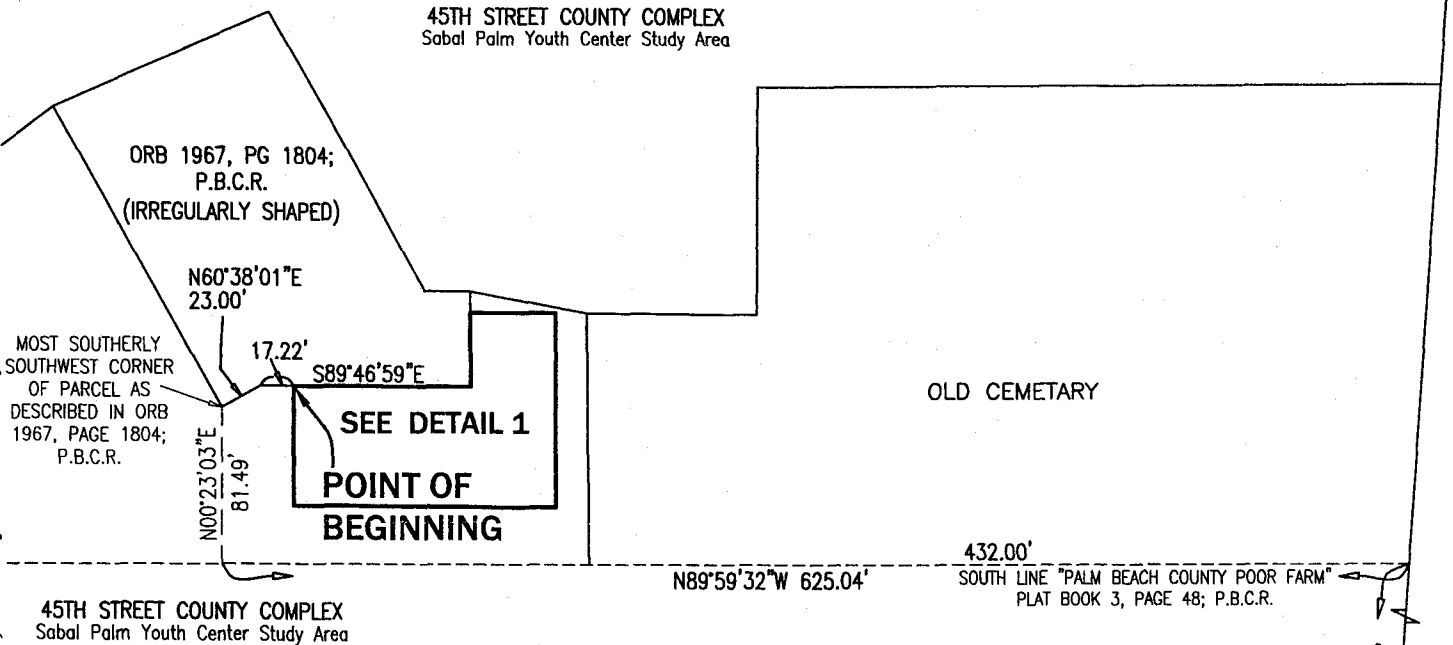 45TH STREET COUNTY COMPLEX
Sabal Palm Youth Center Study Area
ORB 1967, PG 1804;
P.B.C.R.
(IRREGULARLY SHAPED)
N60°38'01"E
23.00'
MOST SOUTHERLY
SOUTHWEST CORNER
OF PARCEL AS
DESCRIBED IN ORB
1967, PAGE 1804;
P.B.C.R.
17.22'
S89°46'59"E
SEE DETAIL 1
POINT OF
BEGINNING
OLD CEMETARY
N00°23'03"E
81.49'
432.00'
N89°59'32"W 625.04'
SOUTH LINE "PALM BEACH COUNTY POOR FARM"
PLAT BOOK 3, PAGE 48; P.B.C.R.
45TH STREET COUNTY COMPLEX
Sabal Palm Youth Center Study Area